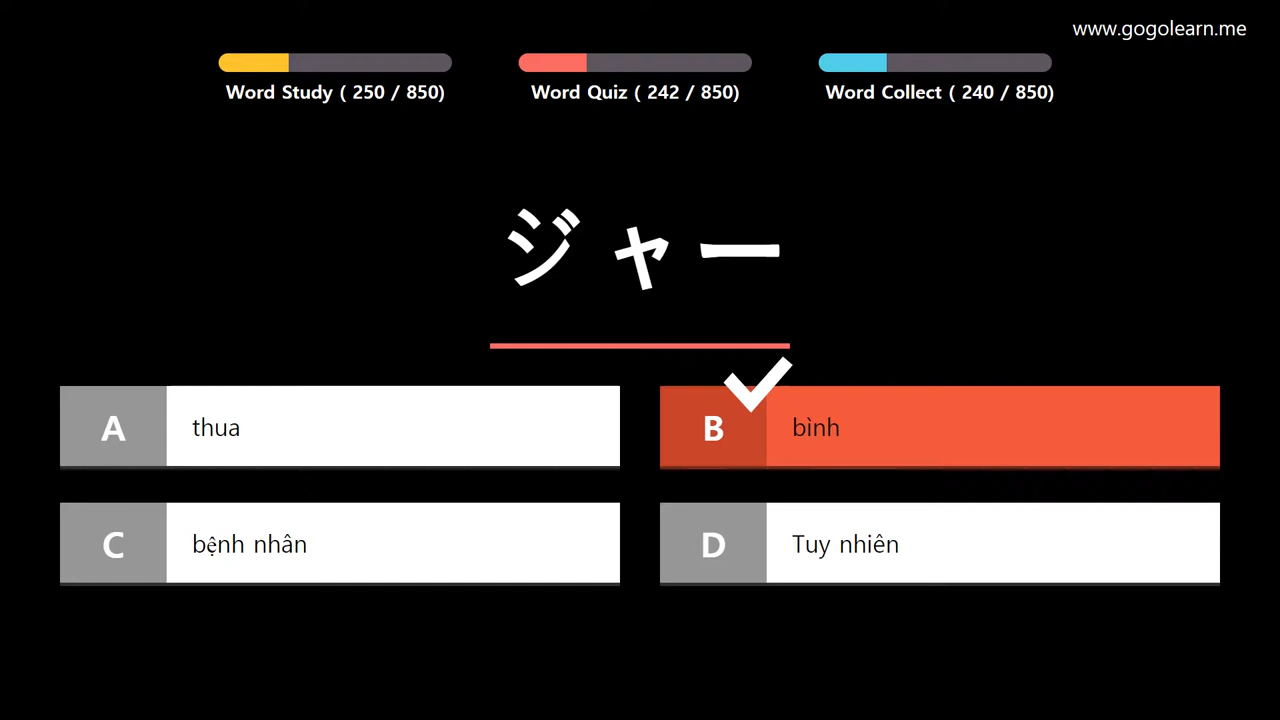 www.gogolearn.me
Word Study ( 250 / 850)
Word Quiz ( 242 / 850)
Word Collect ( 240 / 850)
ジャー
A thua
B bình
C bệnh nhân
D Tuy nhiên